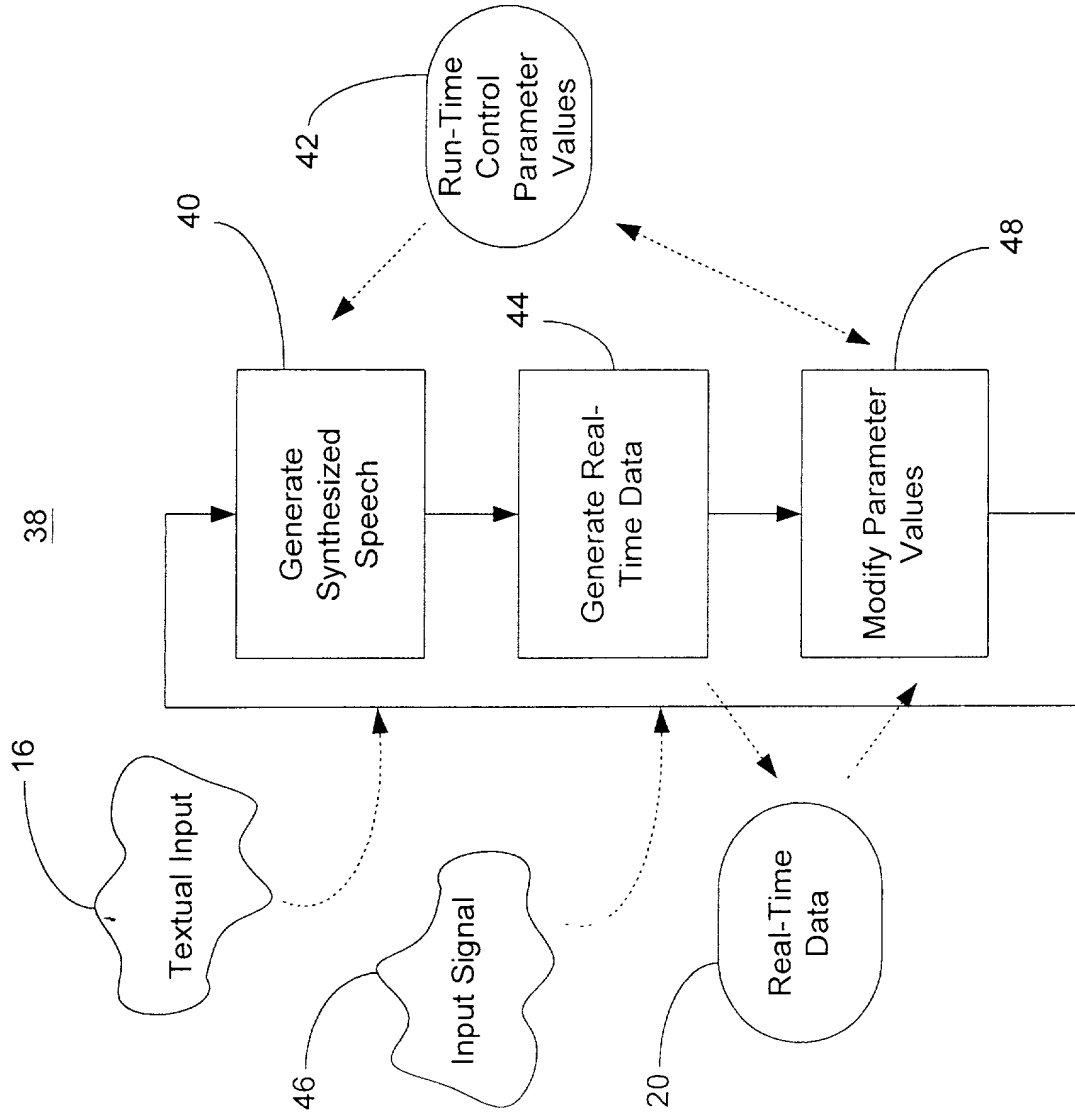 38
16
Textual Input
46
Input Signal
20
Real-Time
Data
40
Generate
Synthesized
Speech
44
Generate Real-
Time Data
48
Modify Parameter
Values
42
Run-Time
Control
Parameter
Values